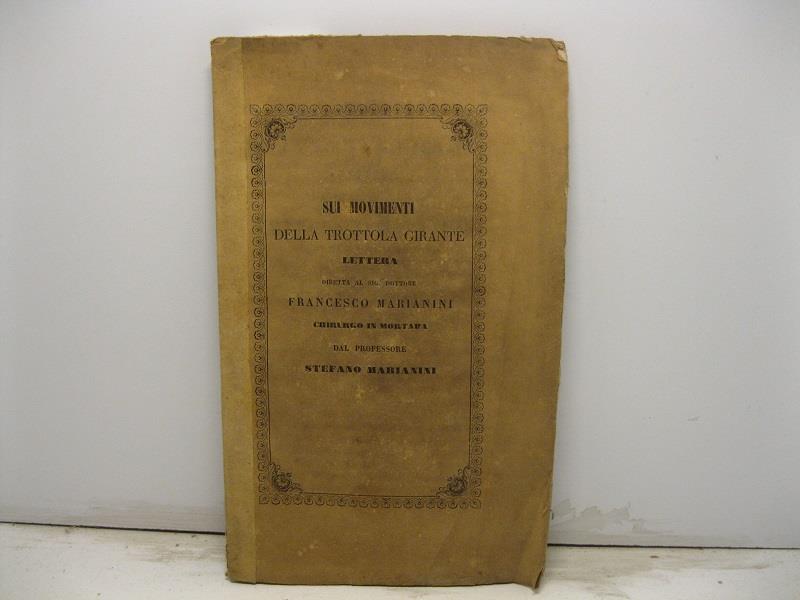 SUI MOVIMENTI
DELLA TROTTOLA GIRANTE
LETTERA
DIRETTA AL SIG. DOTTORE
FRANCESCO MARIANINI
CHIRURGO IN MORTARA
DAL PROFESSORE
STEFANO MARIANINI